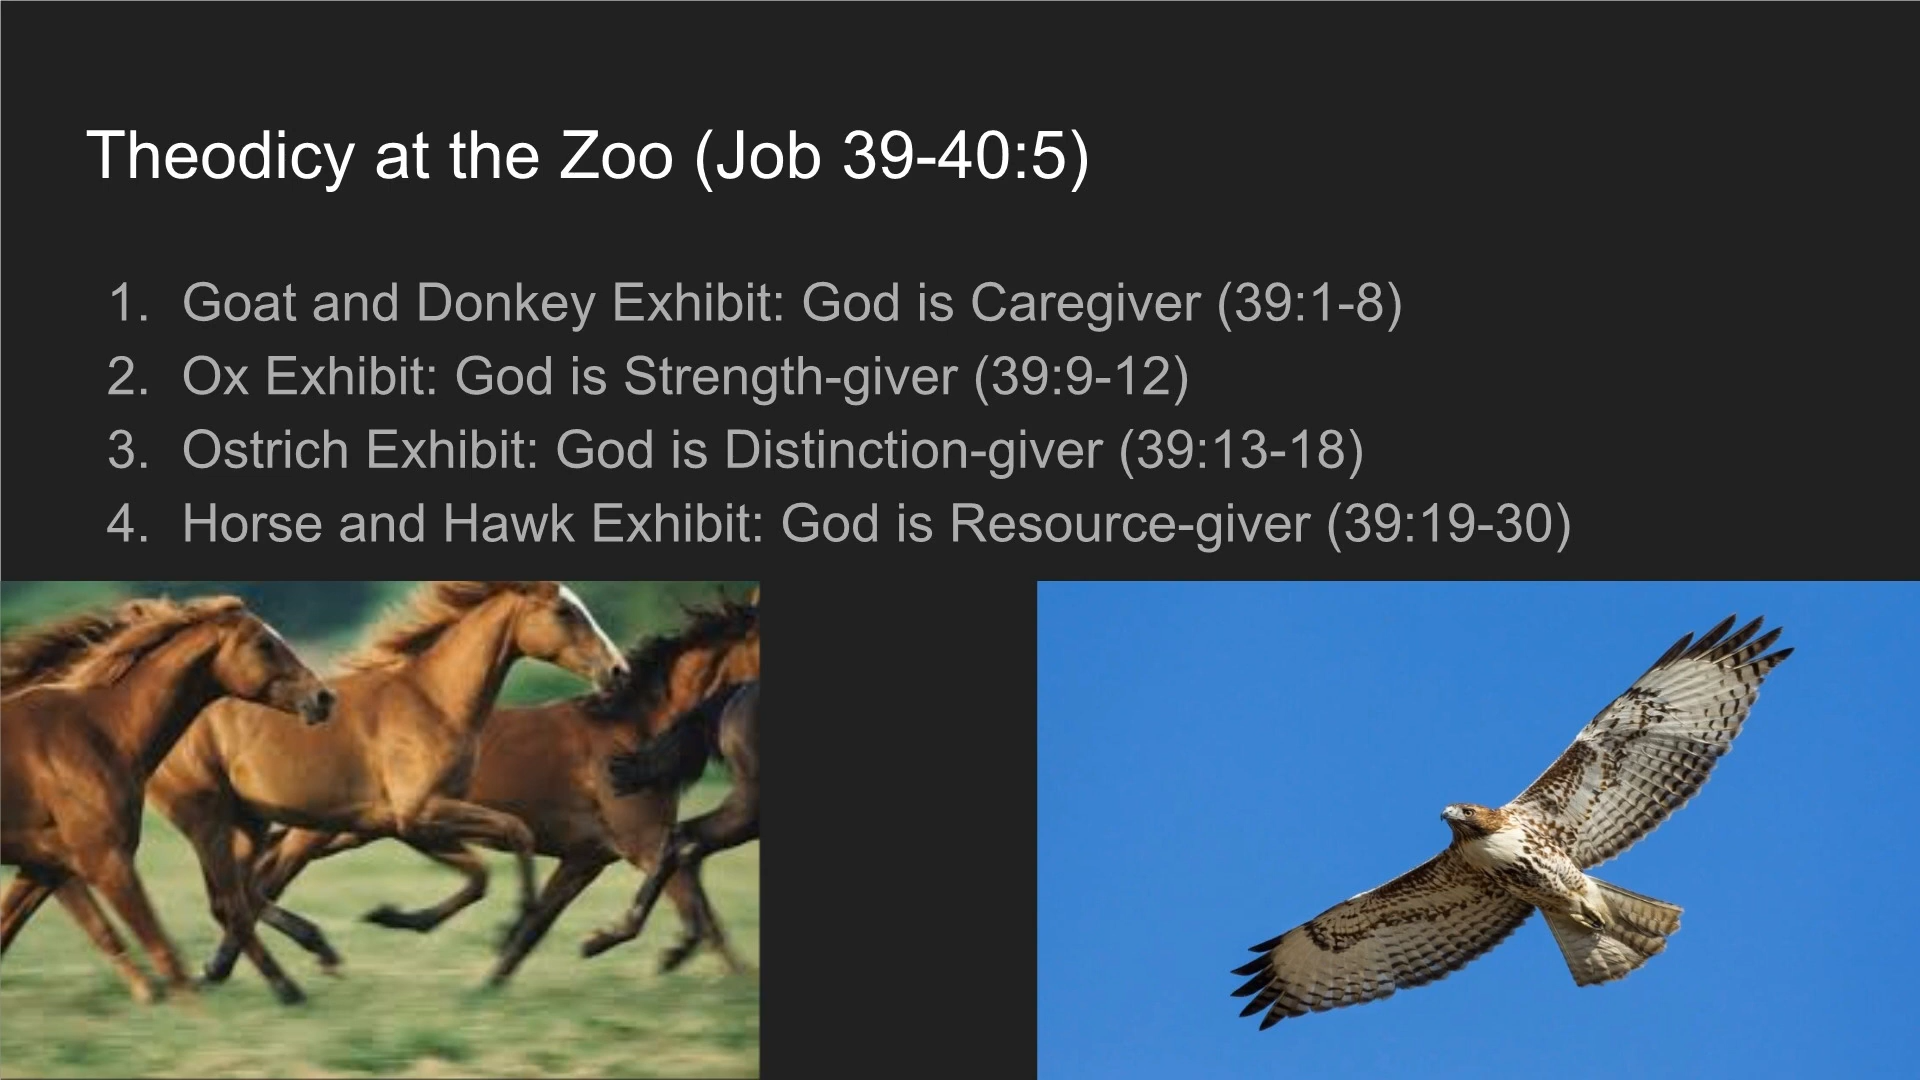 Theodicy at the Zoo (Job 39-40:5)
1. Goat and Donkey Exhibit: God is Caregiver (39:1-8)
2. Ox Exhibit: God is Strength-giver (39:9-12)
3. Ostrich Exhibit: God is Distinction-giver (39:13-18)
4. Horse and Hawk Exhibit: God is Resource-giver (39:19-30)